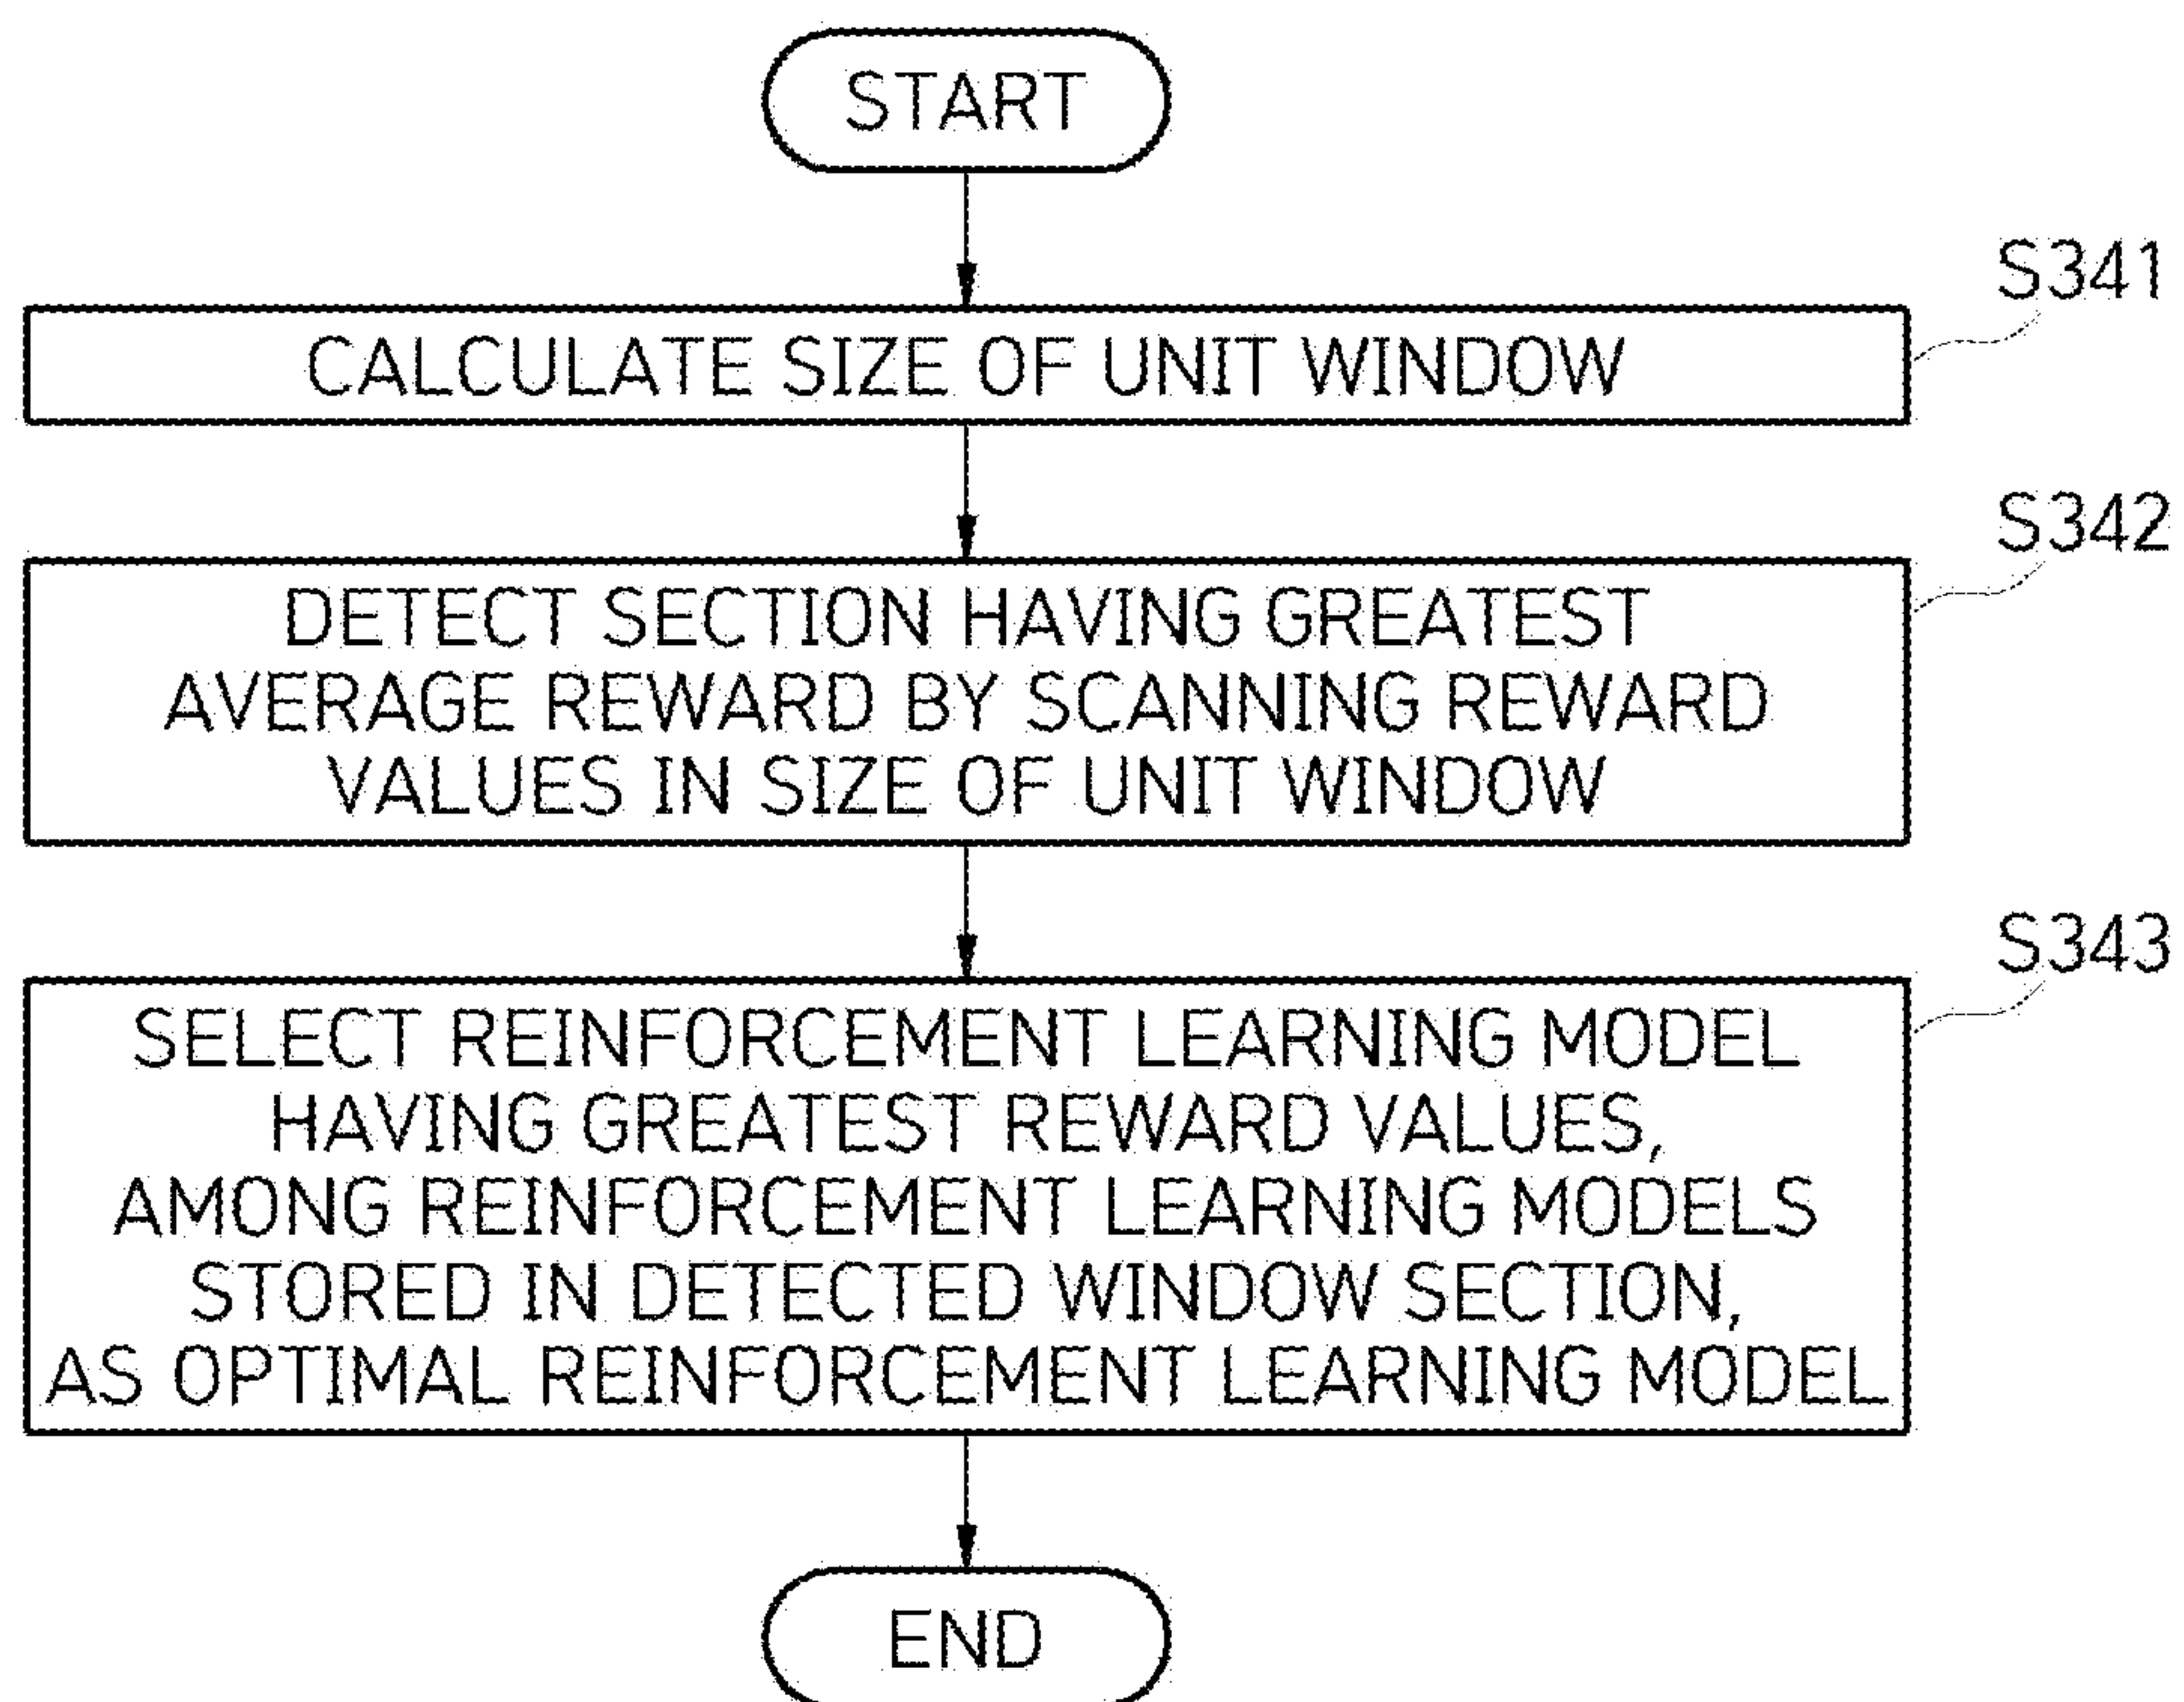 START
S341
CALCULATE SIZE OF UNIT WINDOW
S342
DETECT SECTION HAVING GREATEST
AVERAGE REWARD BY SCANNING REWARD
VALUES IN SIZE OF UNIT WINDOW
S343
SELECT REINFORCEMENT LEARNING MODEL
HAVING GREATEST REWARD VALUES,
AMONG REINFORCEMENT LEARNING MODELS
STORED IN DETECTED WINDOW SECTION,
AS OPTIMAL REINFORCEMENT LEARNING MODEL
END